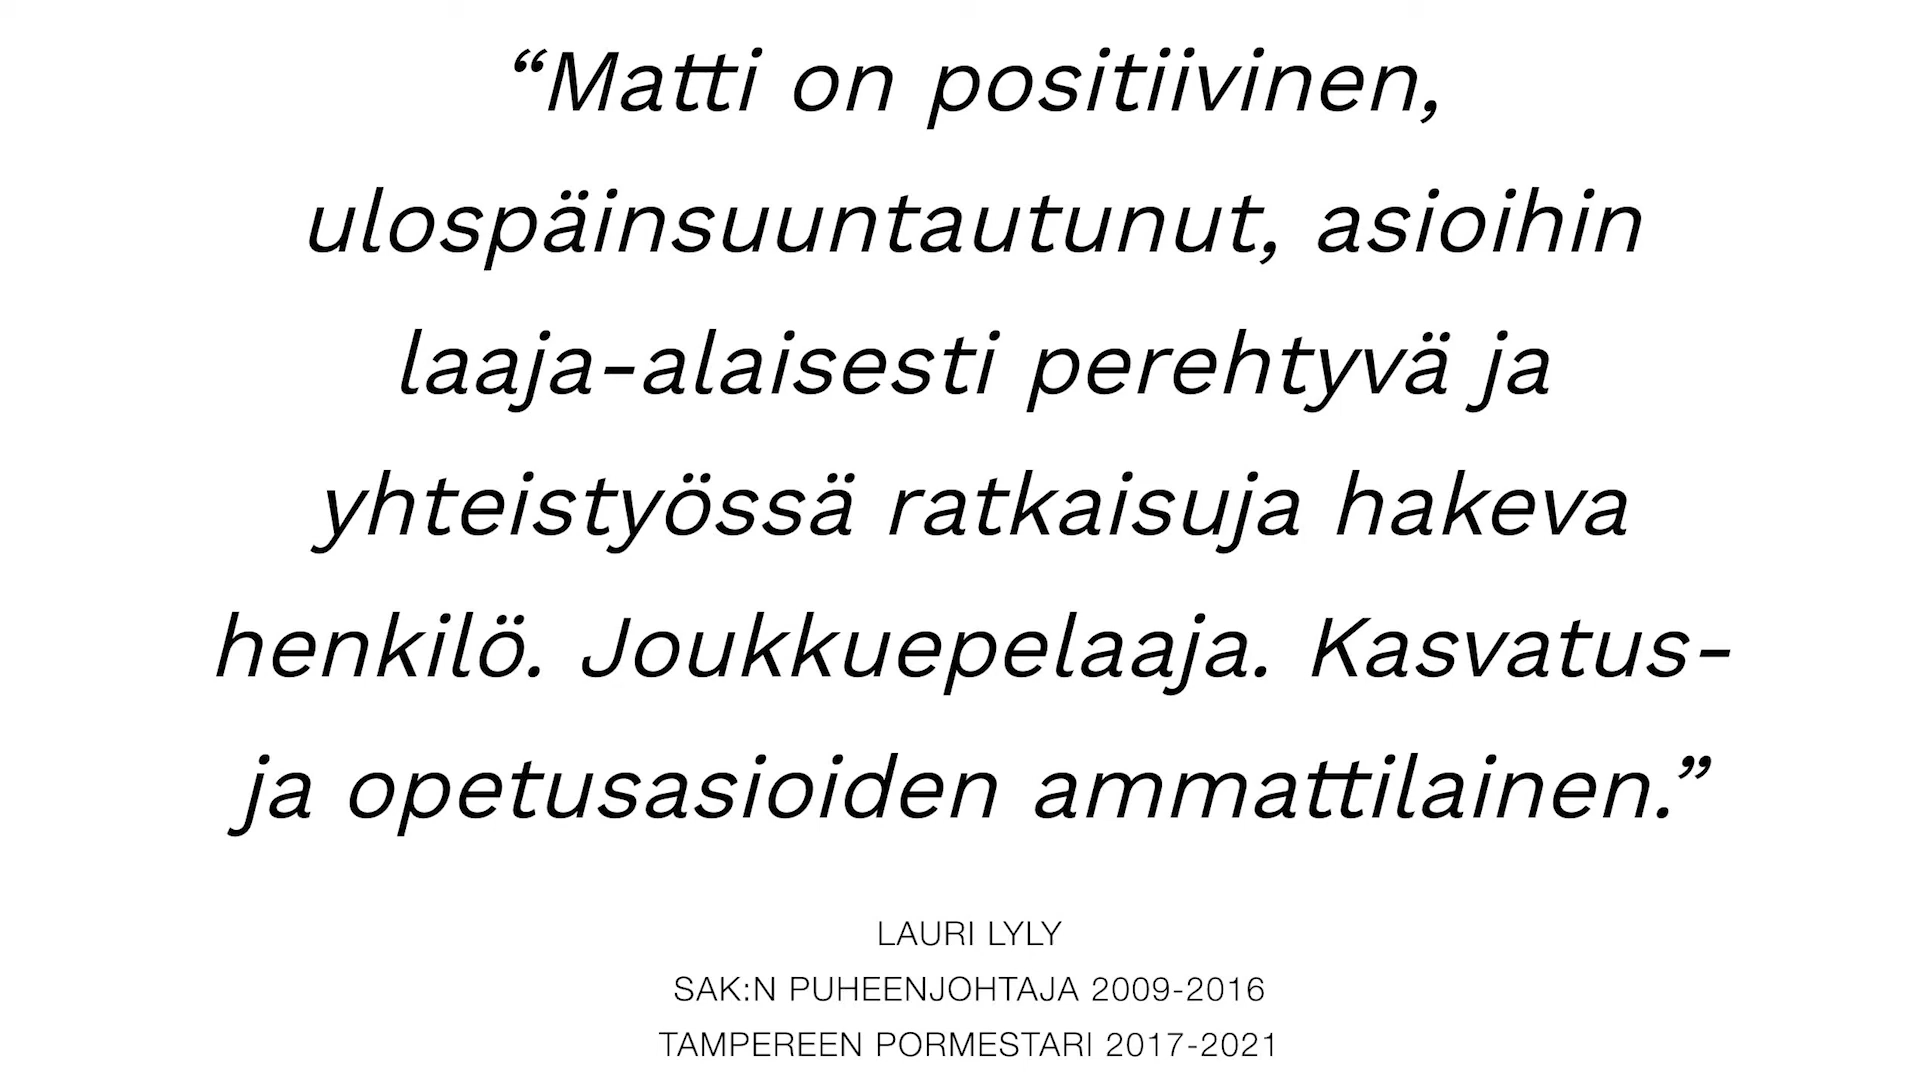 “Matti on positiivinen,
ulospäinsuuntautunut, asioihin
laaja-alaisesti perehtyvä ja
yhteistyössä ratkaisuja hakeva
henkilö. Joukkuepelaaja. Kasvatus-
ja opetusasioiden ammattilainen.”
LAURI LYLY
SAK:N PUHEENJOHTAJA 2009-2016
TAMPEREEN PORMESTARI 2017-2021